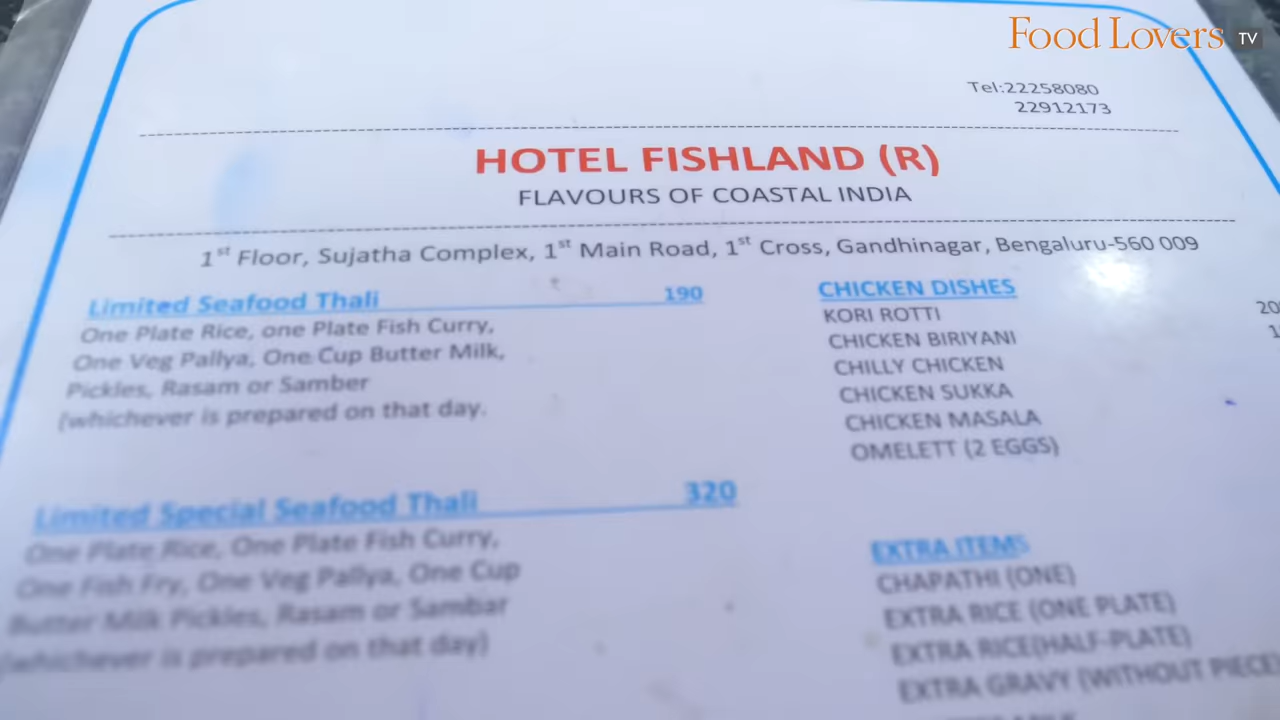 Food Lovers TV
Tel:22258080
22912173
HOTEL FISHLAND (R)
FLAVOURS OF COASTAL INDIA
1st Floor, Sujatha Complex, 1st Main Road, 1st Cross, Gandhinagar, Bengaluru-560 009
Limited Seafood Thali 190
One Plate Rice, one Plate Fish Curry,
One Veg Pallya, One Cup Butter Milk,
Pickles, Rasam or Samber
(whichever is prepared on that day.
Limited Special Seafood Thali 320
One Plate Rice, One Plate Fish Curry,
One Fish Fry, One Veg Pallya, One Cup
Butter Milk Pickles, Rasam or Sambar
(whichever is prepared on that day)
CHICKEN DISHES
KORI ROTTI
CHICKEN BIRIYANI
CHILLY CHICKEN
CHICKEN SUKKA
CHICKEN MASALA
OMELETT (2 EGGS)
EXTRA ITEMS
CHAPATHI (ONE)
EXTRA RICE (ONE PLATE)
EXTRA RICE(HALF-PLATE)
EXTRA GRAVY (WITHOUT PIECE)